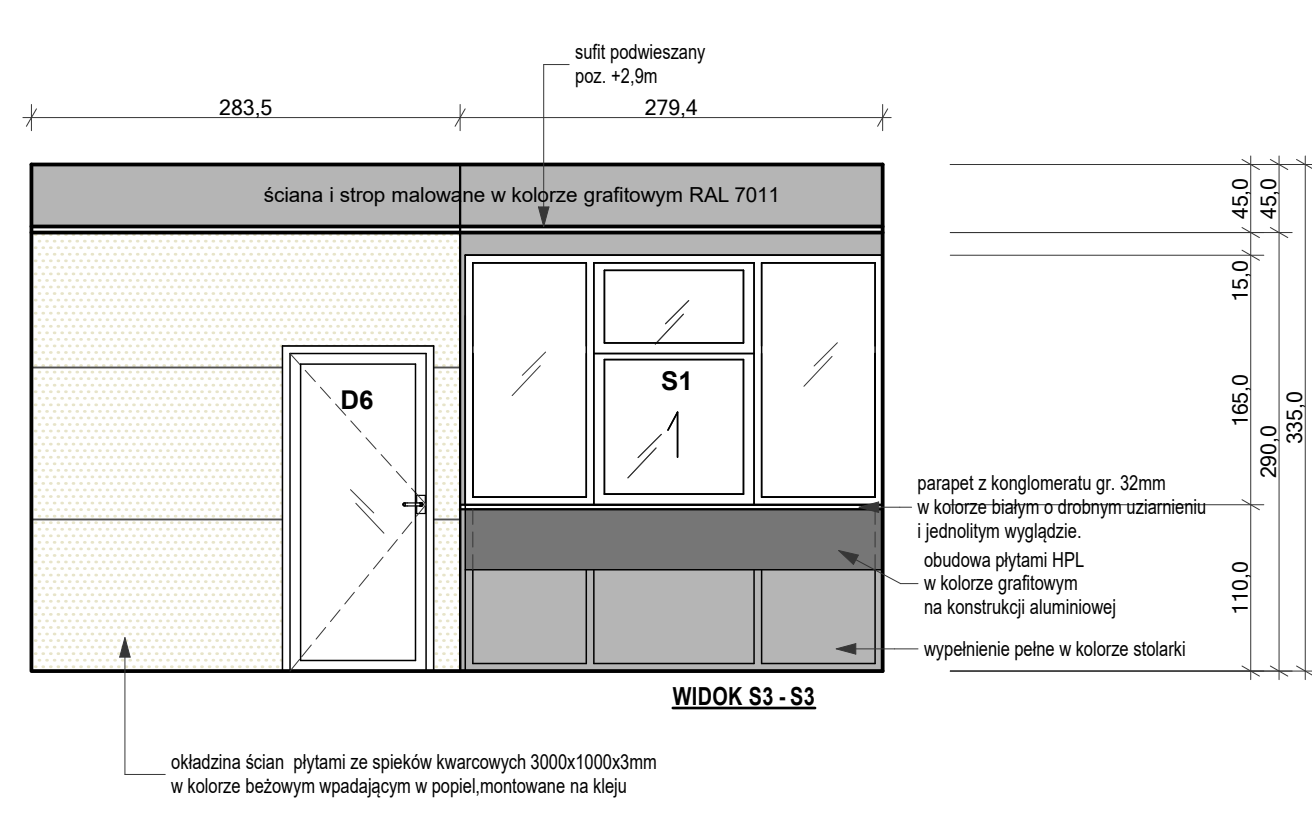 sufit podwieszany
poz. +2,9m
283,5
279,4
ściana i strop malowane w kolorze grafitowym RAL 7011
45,0
45,0
15,0
S1
D6
165,0
335,0
290,0
parapet z konglomeratu gr. 32mm
w kolorze białym o drobnym uziarnieniu
i jednolitym wyglądzie.
obudowa płytami HPL
w kolorze grafitowym
na konstrukcji aluminiowej
110,0
wypełnienie pełne w kolorze stolarki
WIDOK S3 - S3
okładzina ścian płytami ze spieków kwarcowych 3000x1000x3mm
w kolorze beżowym wpadającym w popiel,montowane na kleju